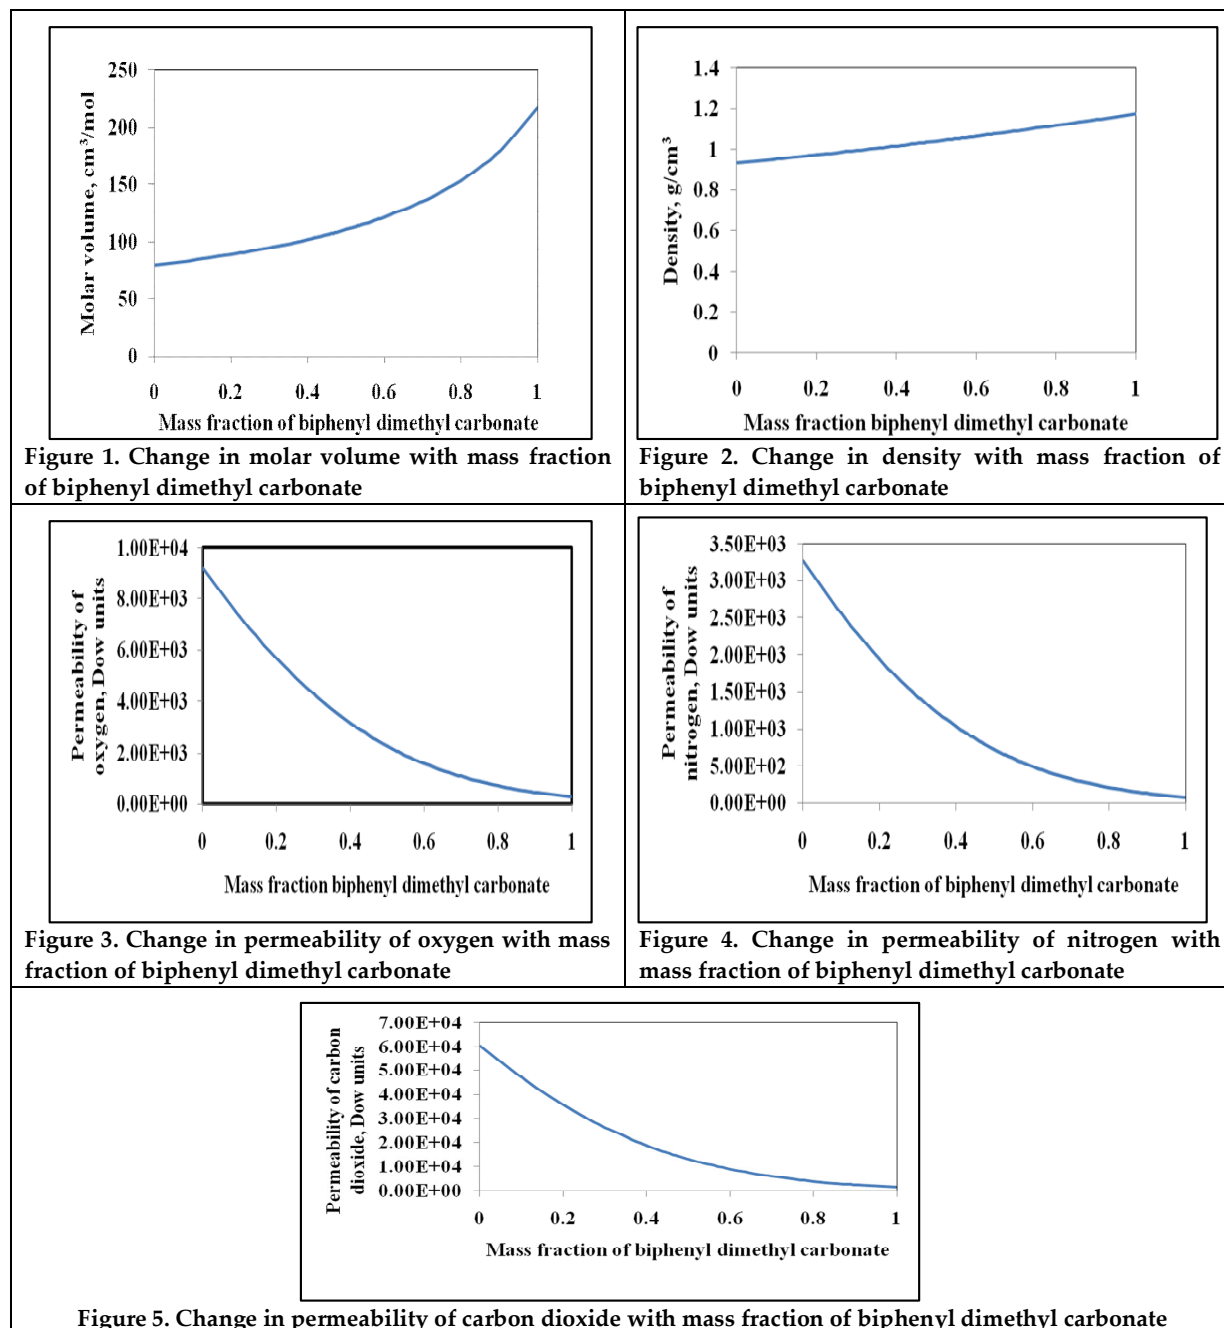 250
200
150
100
50
0
Molar volume, cm³/mol
0 0.2 0.4 0.6 0.8 1
Mass fraction of biphenyl dimethyl carbonate
Figure 1. Change in molar volume with mass fraction
of biphenyl dimethyl carbonate
1.4
1.2
1
0.8
0.6
0.4
0.2
0
Density, g/cm³
0 0.2 0.4 0.6 0.8 1
Mass fraction biphenyl dimethyl carbonate
Figure 2. Change in density with mass fraction of
biphenyl dimethyl carbonate
1.00E+04
8.00E+03
6.00E+03
4.00E+03
2.00E+03
0.00E+00
Permeability of
oxygen, Dow units
0 0.2 0.4 0.6 0.8 1
Mass fraction biphenyl dimethyl carbonate
Figure 3. Change in permeability of oxygen with mass
fraction of biphenyl dimethyl carbonate
3.50E+03
3.00E+03
2.50E+03
2.00E+03
1.50E+03
1.00E+03
5.00E+02
0.00E+00
Permeability of
nitrogen, Dow units
0 0.2 0.4 0.6 0.8 1
Mass fraction of biphenyl dimethyl carbonate
Figure 4. Change in permeability of nitrogen with
mass fraction of biphenyl dimethyl carbonate
7.00E+04
6.00E+04
5.00E+04
4.00E+04
3.00E+04
2.00E+04
1.00E+04
0.00E+00
Permeability of carbon
dioxide, Dow units
0 0.2 0.4 0.6 0.8 1
Mass fraction of biphenyl dimethyl carbonate
Figure 5. Change in permeability of carbon dioxide with mass fraction of biphenyl dimethyl carbonate